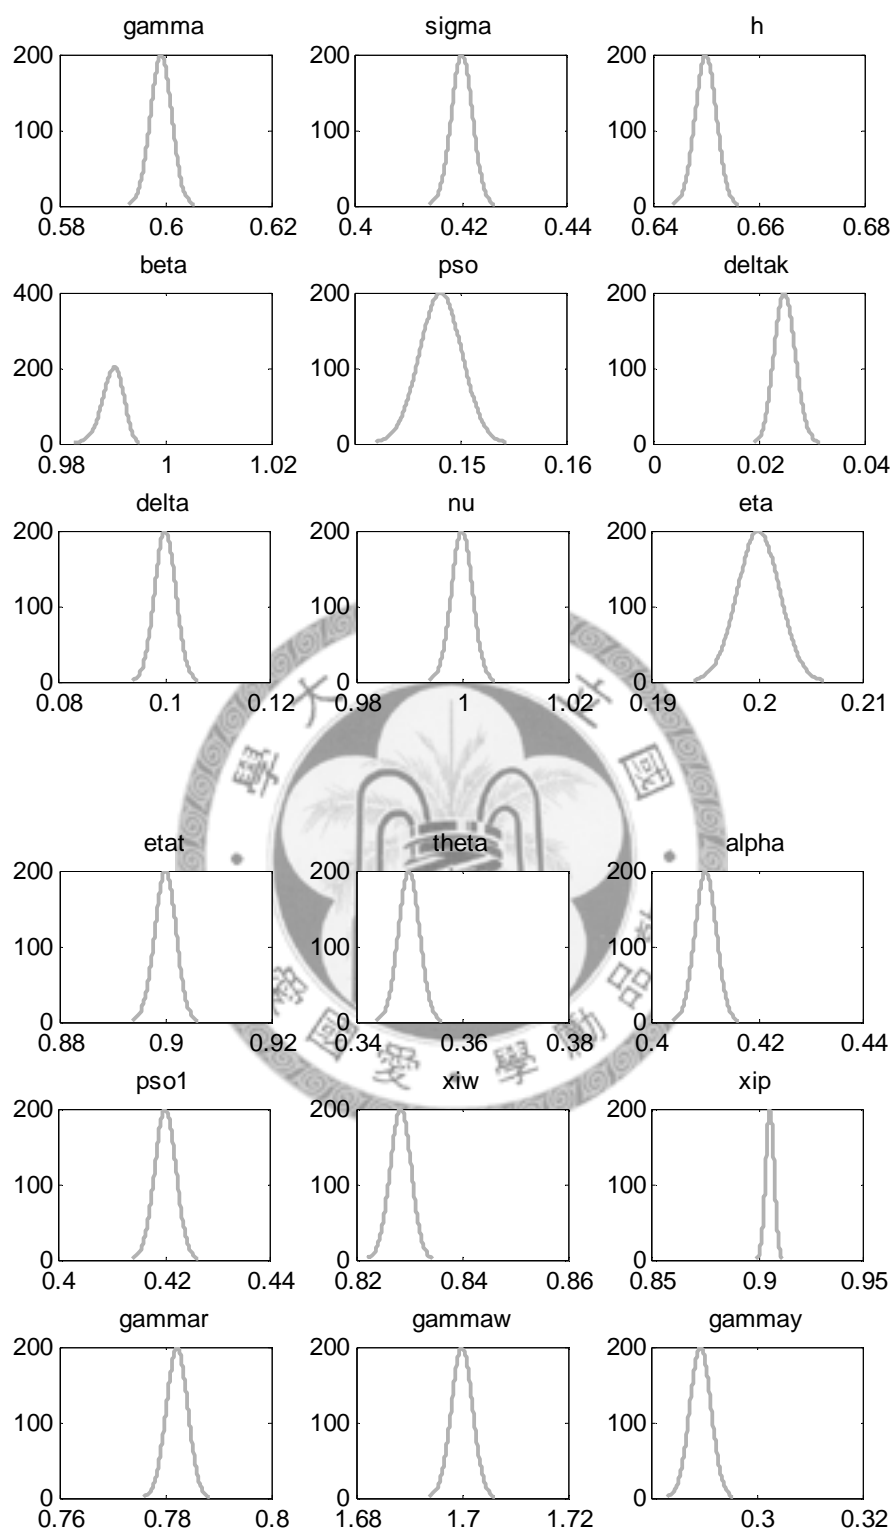 gamma sigma h
200 200 200
100 100 100
0 0 0
0.58 0.6 0.62 0.4 0.42 0.44 0.64 0.66 0.68
beta pso deltak
400 200 200
200 100 100
0 0 0
0.98 1 1.02 0.15 0.16 0 0.02 0.04
delta nu eta
200 200 200
100 100 100
0 0 0
0.08 0.1 0.12 0.98 1 1.02 0.19 0.2 0.21
國立
大學
etat theta alpha
200 200 200
100 100 100
0 0 0
0.88 0.9 0.92 0.34 0.36 0.38 0.4 0.42 0.44
品勵學
愛國
pso1 xiw xip
200 200 200
100 100 100
0 0 0
0.4 0.42 0.44 0.82 0.84 0.86 0.85 0.9 0.95
gammar gammaw gammay
200 200 200
100 100 100
0 0 0
0.76 0.78 0.8 1.68 1.7 1.72 0.3 0.32